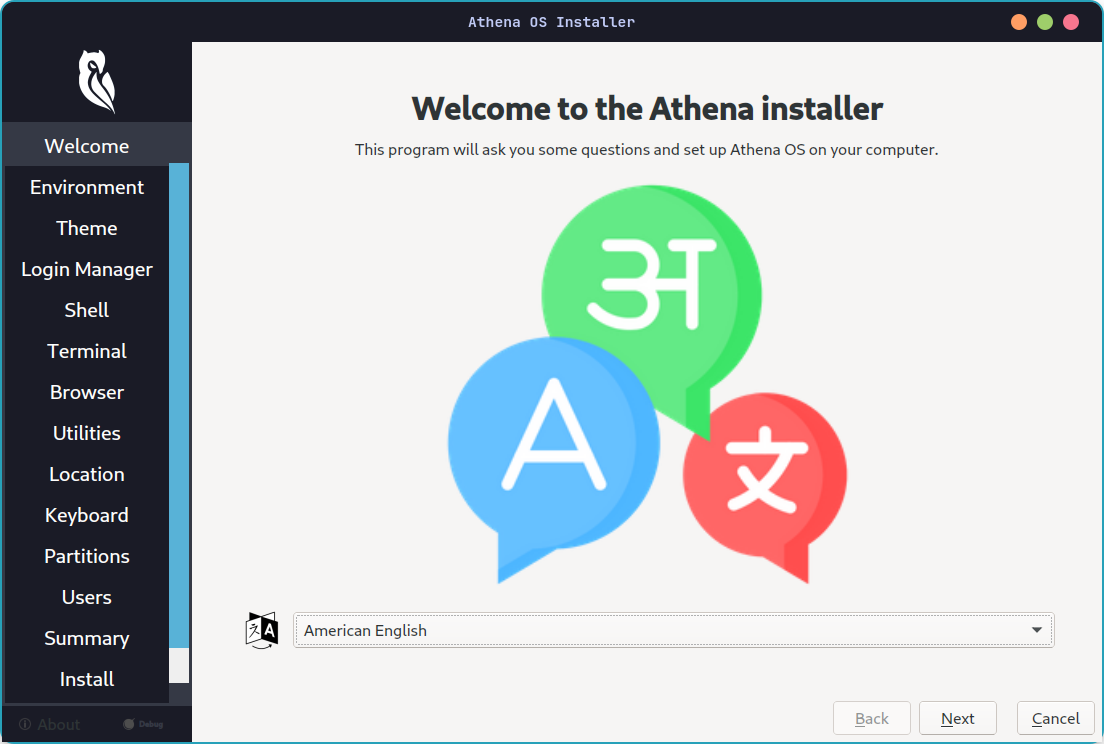 Athena OS Installer
Welcome
Environment
Theme
Login Manager
Shell
Terminal
Browser
Utilities
Location
Keyboard
Partitions
Users
Summary
Install
About
Debug
Welcome to the Athena installer
This program will ask you some questions and set up Athena OS on your computer.
अ
A
文
文 A
American English
Back
Next
Cancel